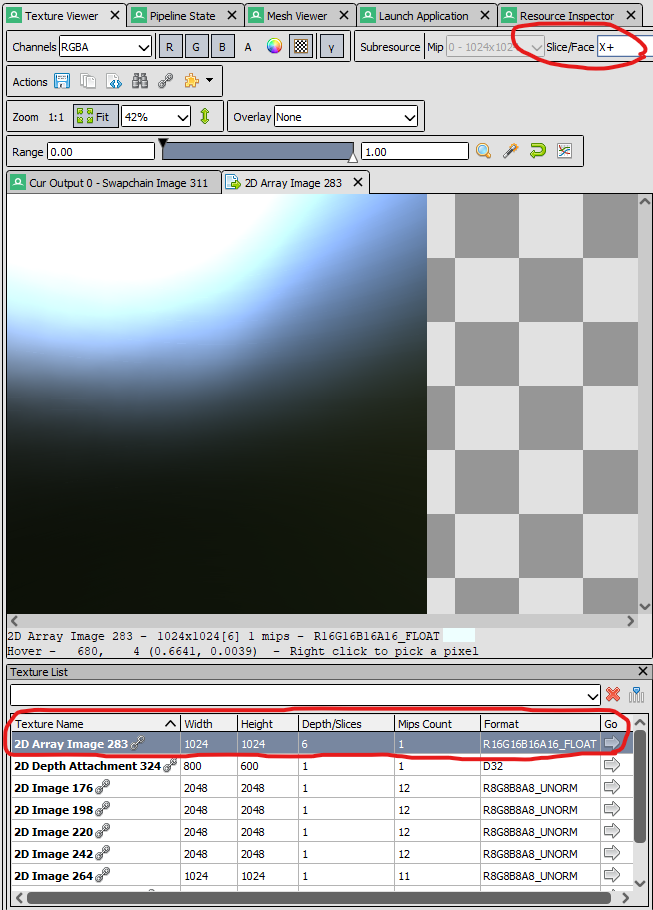 Texture Viewer Pipeline State Mesh Viewer Launch Application Resource Inspector
Channels RGBA R G B A γ Subresource Mip 0 - 1024x1024 Slice/Face X+
Actions
Zoom 1:1 Fit 42% Overlay None
Range 0.00 1.00
Cur Output 0 - Swapchain Image 311 2D Array Image 283
2D Array Image 283 - 1024x1024[6] 1 mips - R16G16B16A16_FLOAT
Hover - 680, 4 (0.6641, 0.0039) - Right click to pick a pixel
Texture List
Texture Name Width Height Depth/Slices Mips Count Format Go
2D Array Image 283 1024 1024 6 1 R16G16B16A16_FLOAT
2D Depth Attachment 324 800 600 1 1 D32
2D Image 176 2048 2048 1 12 R8G8B8A8_UNORM
2D Image 198 2048 2048 1 12 R8G8B8A8_UNORM
2D Image 220 2048 2048 1 12 R8G8B8A8_UNORM
2D Image 242 2048 2048 1 12 R8G8B8A8_UNORM
2D Image 264 1024 1024 1 11 R8G8B8A8_UNORM